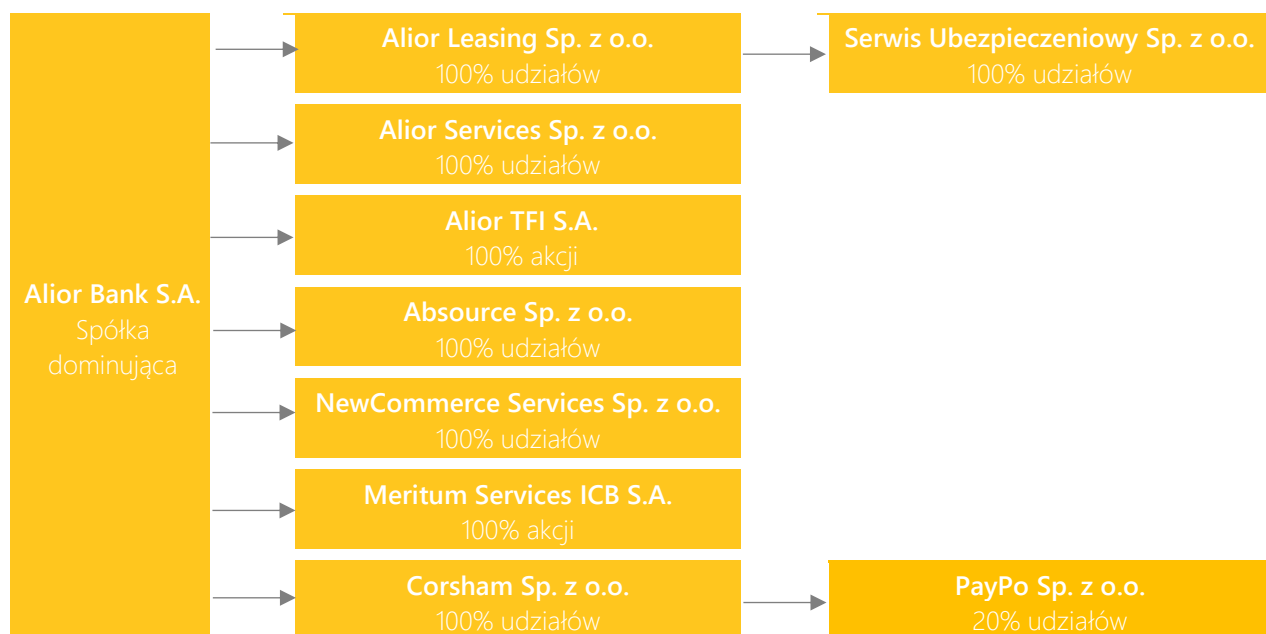 Alior Bank S.A.
Spółka
dominująca
Alior Leasing Sp. z o.o.
100% udziałów
Serwis Ubezpieczeniowy Sp. z o.o.
100% udziałów
Alior Services Sp. z o.o.
100% udziałów
Alior TFI S.A.
100% akcji
Absource Sp. z o.o.
100% udziałów
NewCommerce Services Sp. z o.o.
100% udziałów
Meritum Services ICB S.A.
100% akcji
Corsham Sp. z o.o.
100% udziałów
PayPo Sp. z o.o.
20% udziałów